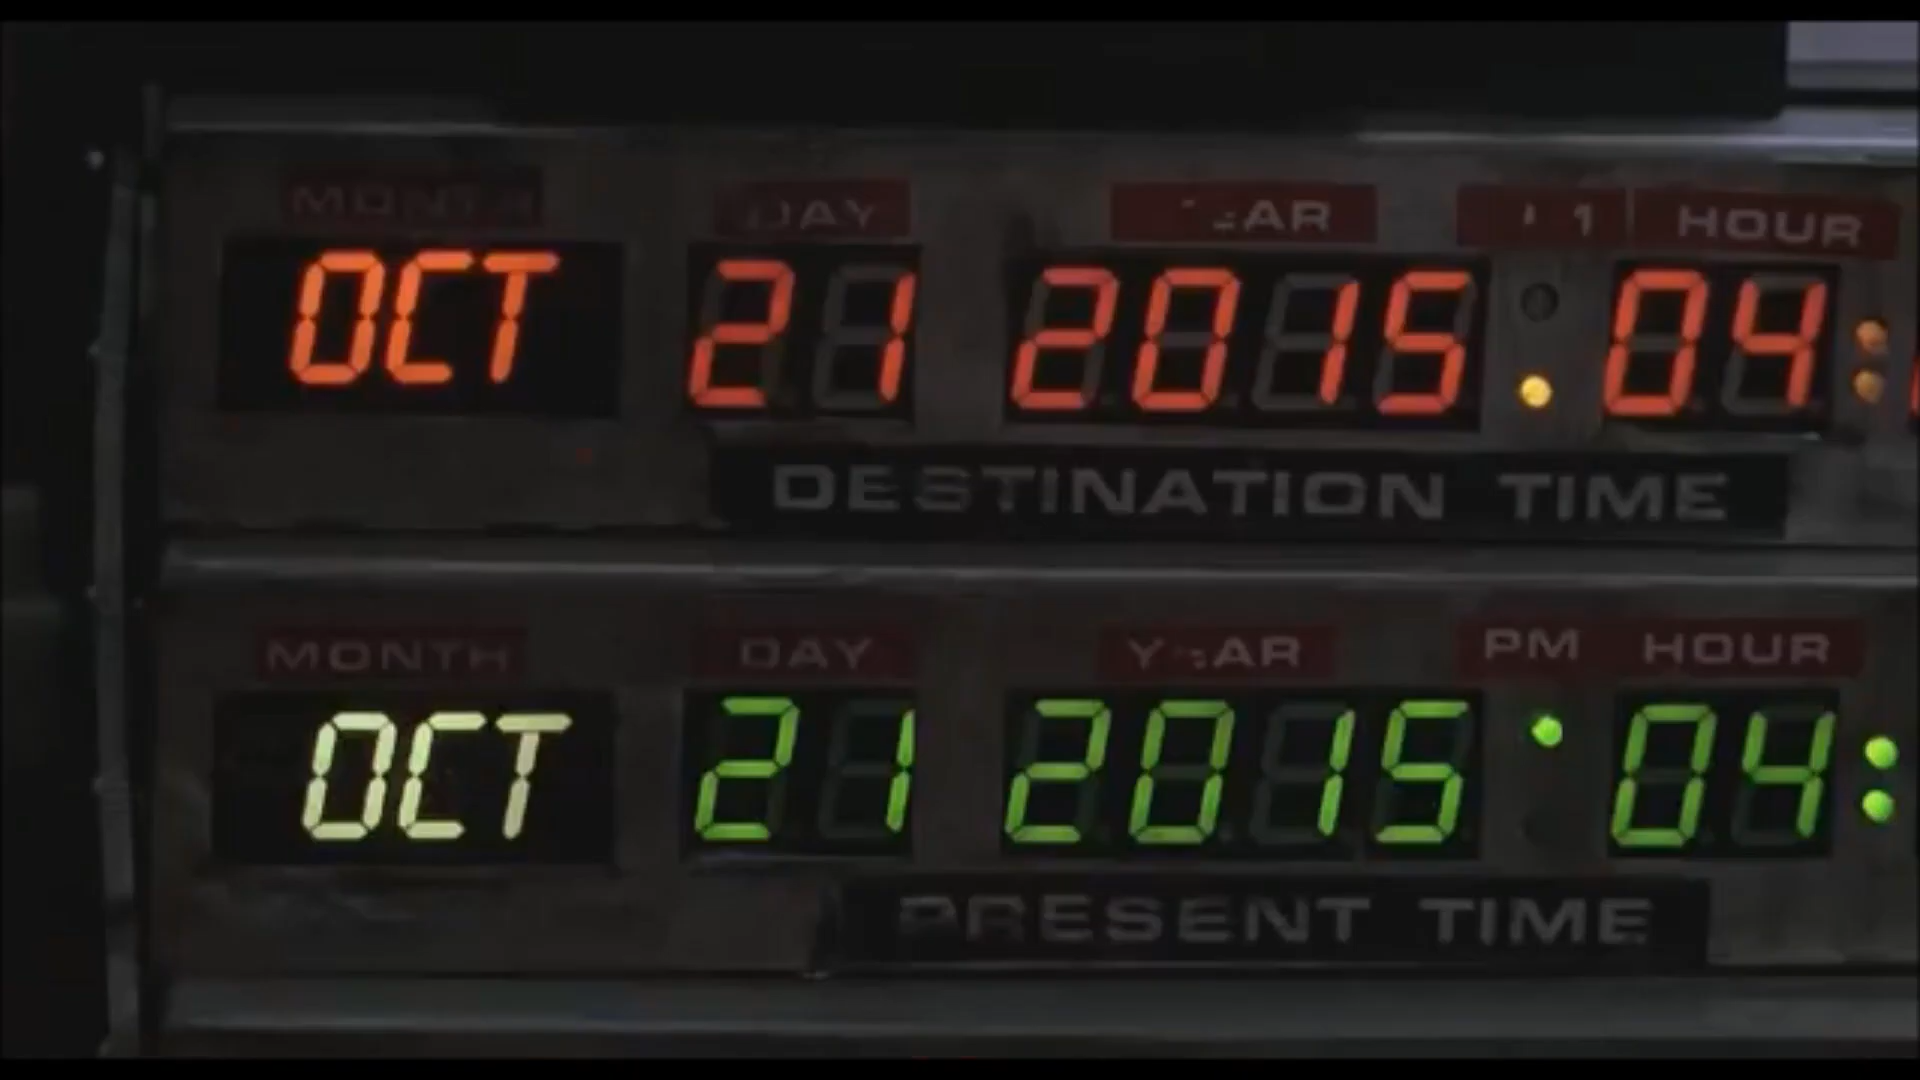 MONTH DAY HOUR
OCT 21 2015 04:
DESTINATION TIME
MONTH DAY YEAR PM HOUR
OCT 21 2015 04:
PRESENT TIME